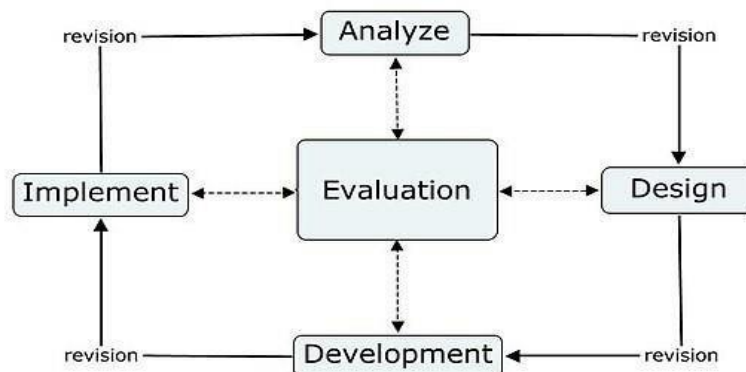 revision
Analyze
revision
Implement
Evaluation
Design
revision
Development
revision